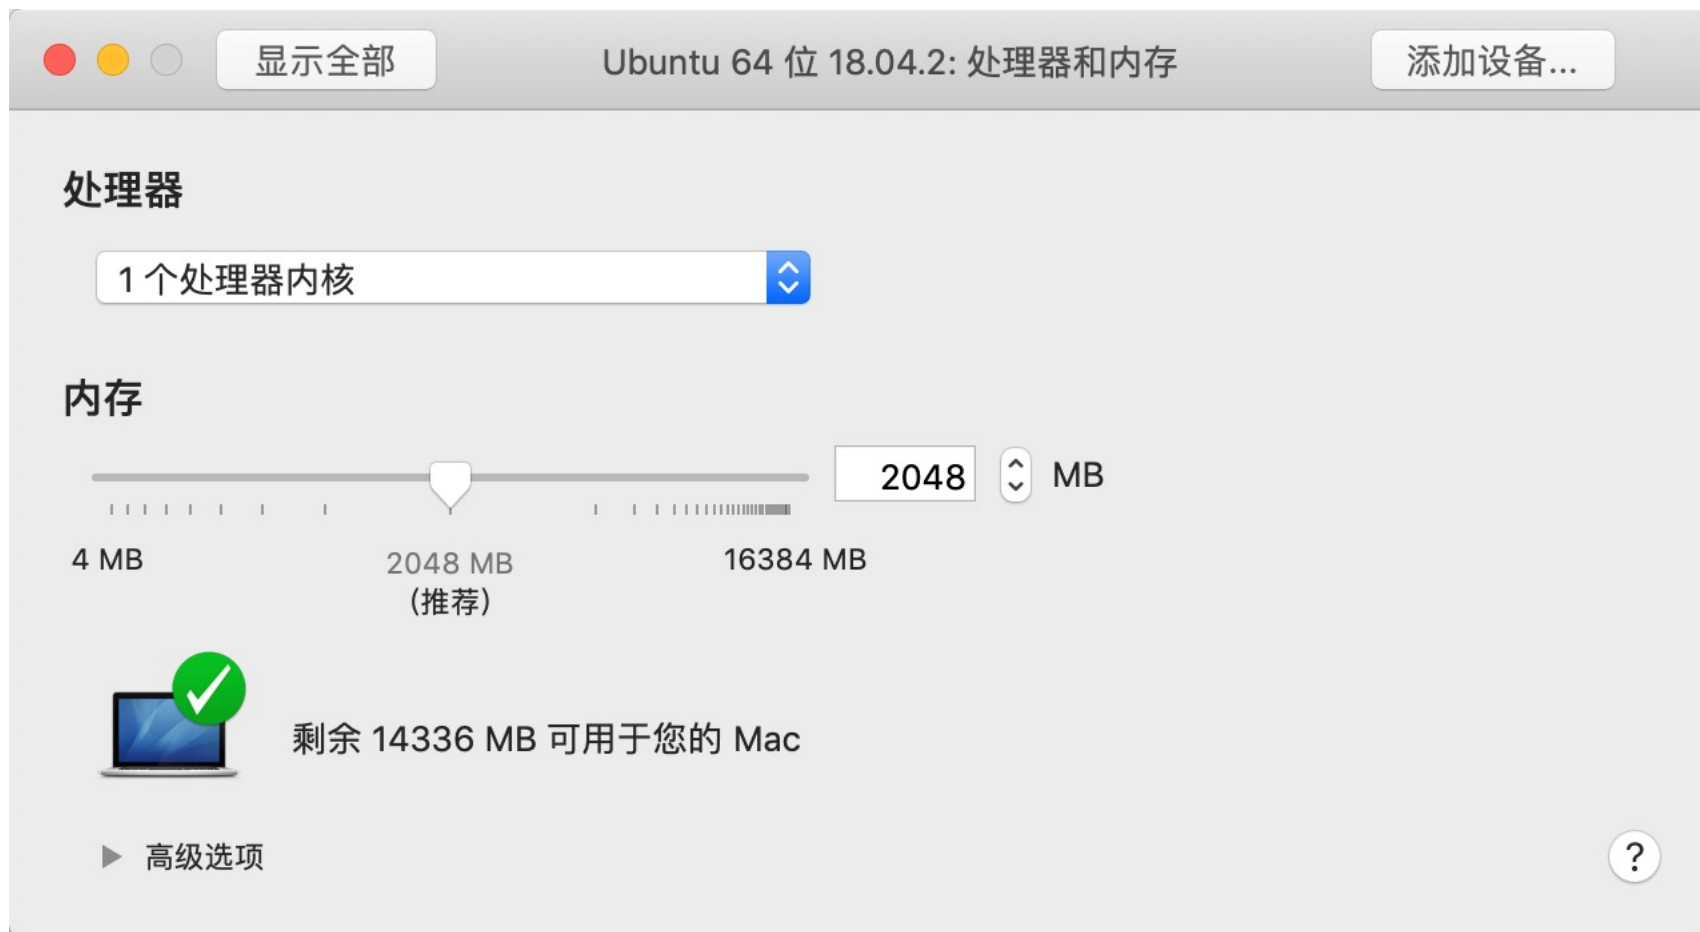 显示全部
Ubuntu 64 位 18.04.2: 处理器和内存
添加设备...
处理器
1 个处理器内核
内存
2048 MB
4 MB
2048 MB
16384 MB
(推荐)
剩余 14336 MB 可用于您的 Mac
高级选项
?